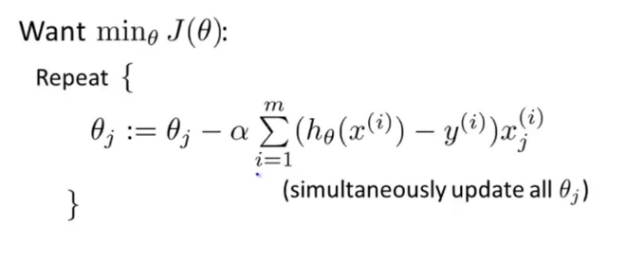 Want min_θ J(θ):
Repeat {
θ_j := θ_j − α ∑_{i=1}^{m} (h_θ(x^{(i)}) − y^{(i)})x_j^{(i)}
(simultaneously update all θ_j)
}